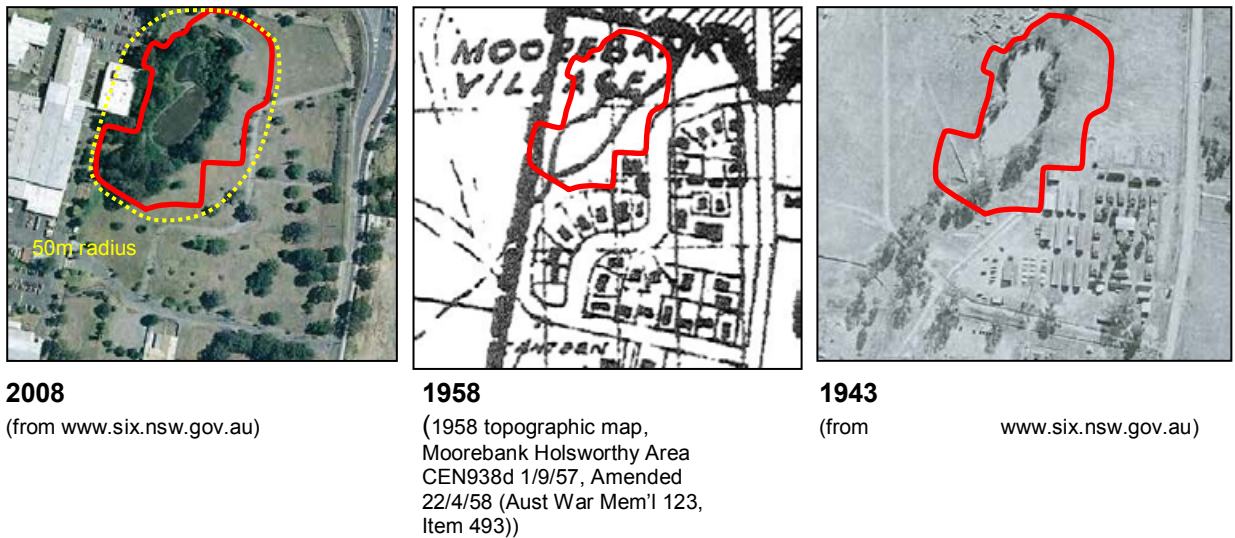 50m radius
MOOREBANK
VILLAGE
2008
(from www.six.nsw.gov.au)
1958
(1958 topographic map,
Moorebank Holsworthy Area
CEN938d 1/9/57, Amended
22/4/58 (Aust War Mem'l 123,
Item 493))
1943
(from www.six.nsw.gov.au)